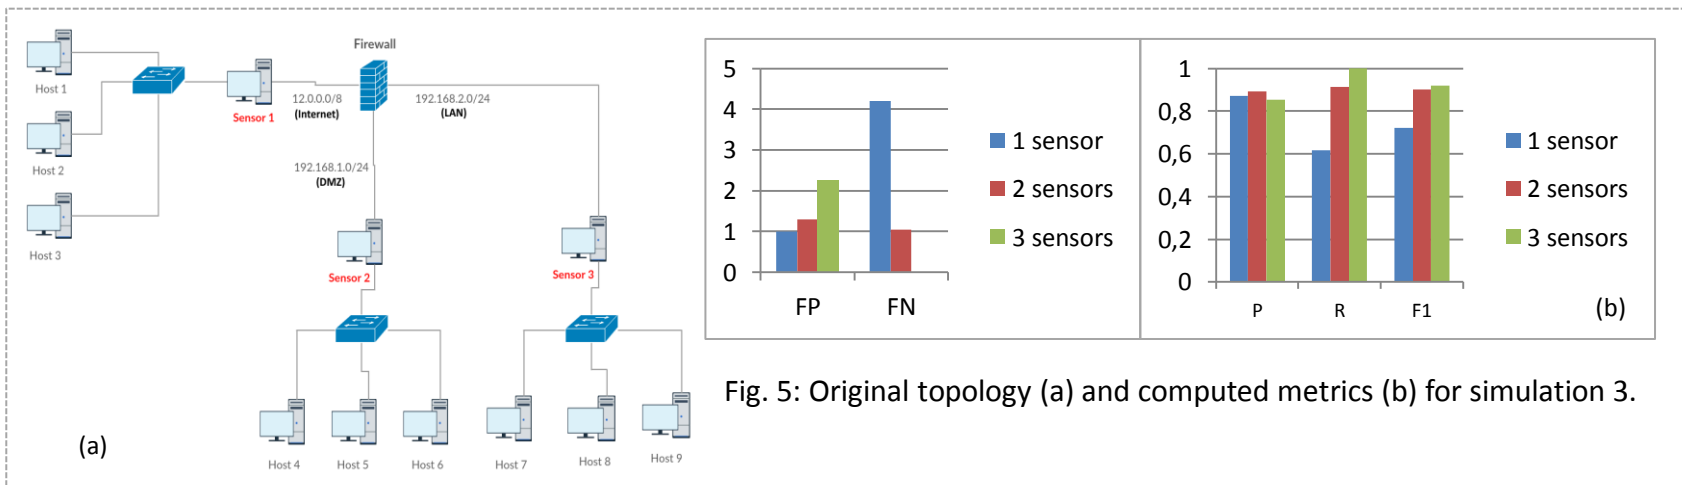 Host 1
Host 2
Host 3
Sensor 1
12.0.0.0/8
(Internet)
Firewall
192.168.2.0/24
(LAN)
192.168.1.0/24
(DMZ)
Sensor 2
Sensor 3
Host 4
Host 5
Host 6
Host 7
Host 8
Host 9
(a)
5
4
3
2
1
0
FP
FN
1 sensor
2 sensors
3 sensors
1
0,8
0,6
0,4
0,2
0
P
R
F1
1 sensor
2 sensors
3 sensors
(b)
Fig. 5: Original topology (a) and computed metrics (b) for simulation 3.